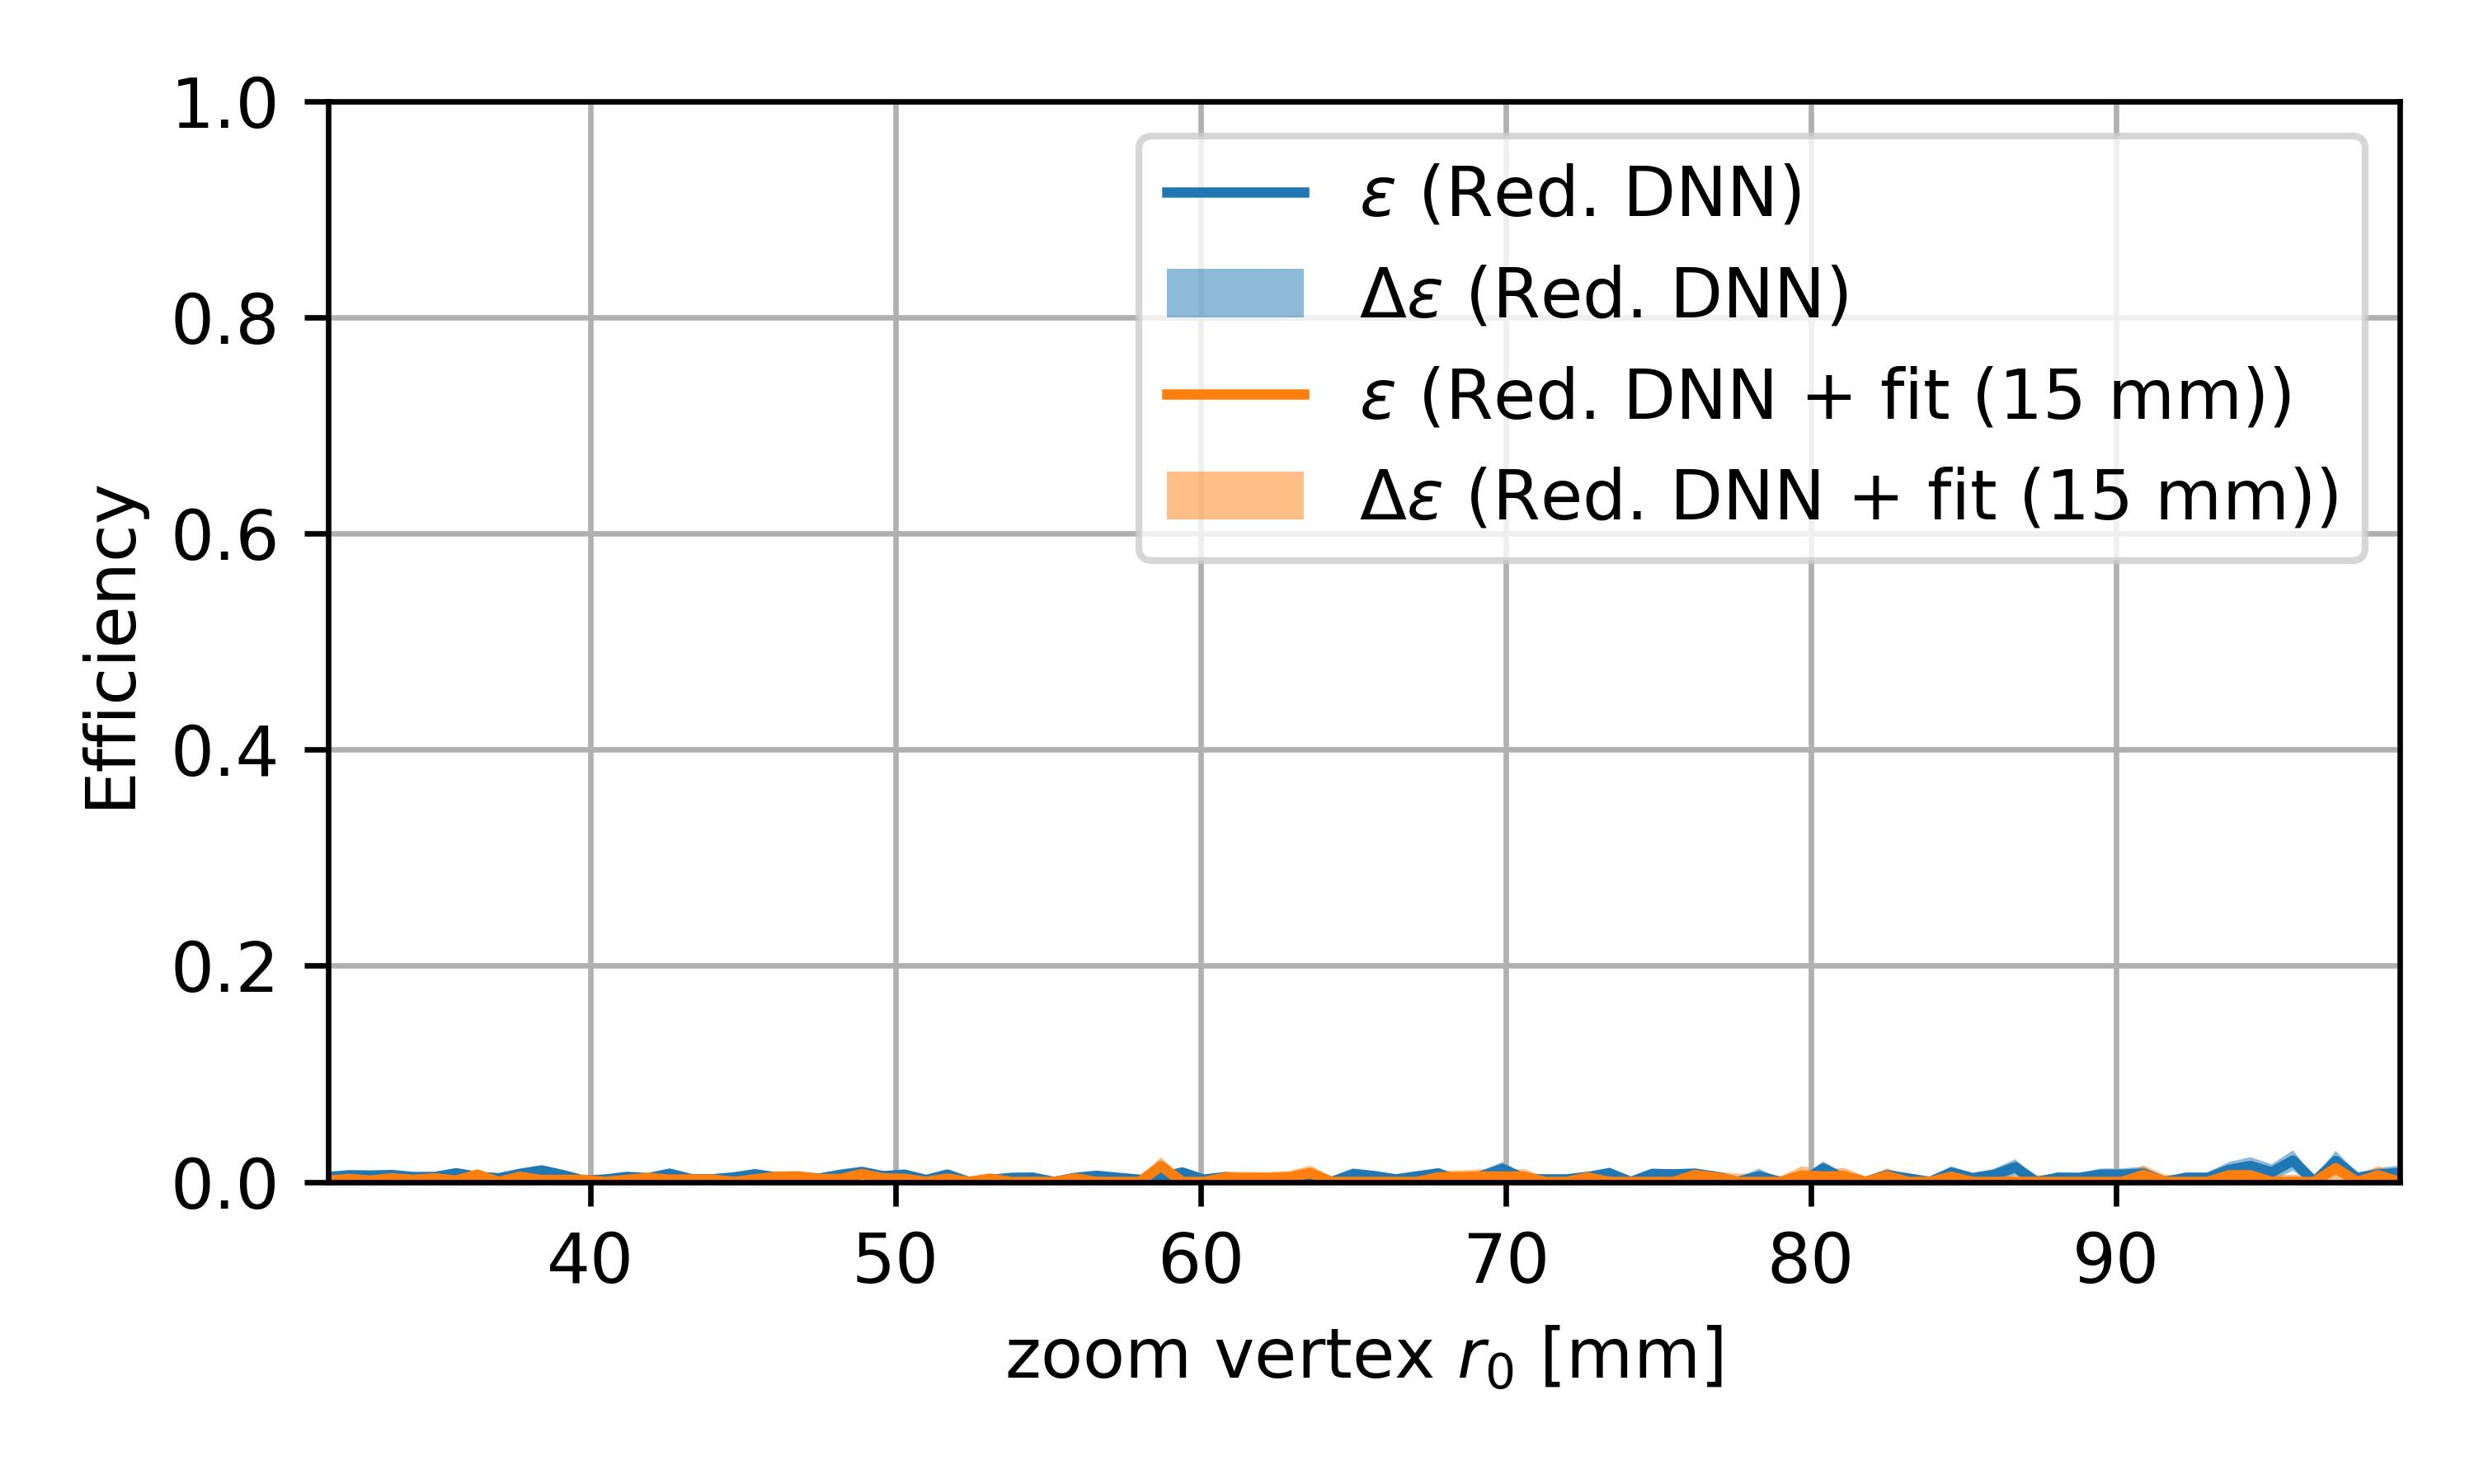 1.0
0.8
0.6
0.4
0.2
0.0
Efficiency
ε (Red. DNN)
Δε (Red. DNN)
ε (Red. DNN + fit (15 mm))
Δε (Red. DNN + fit (15 mm))
40 50 60 70 80 90
zoom vertex r₀ [mm]